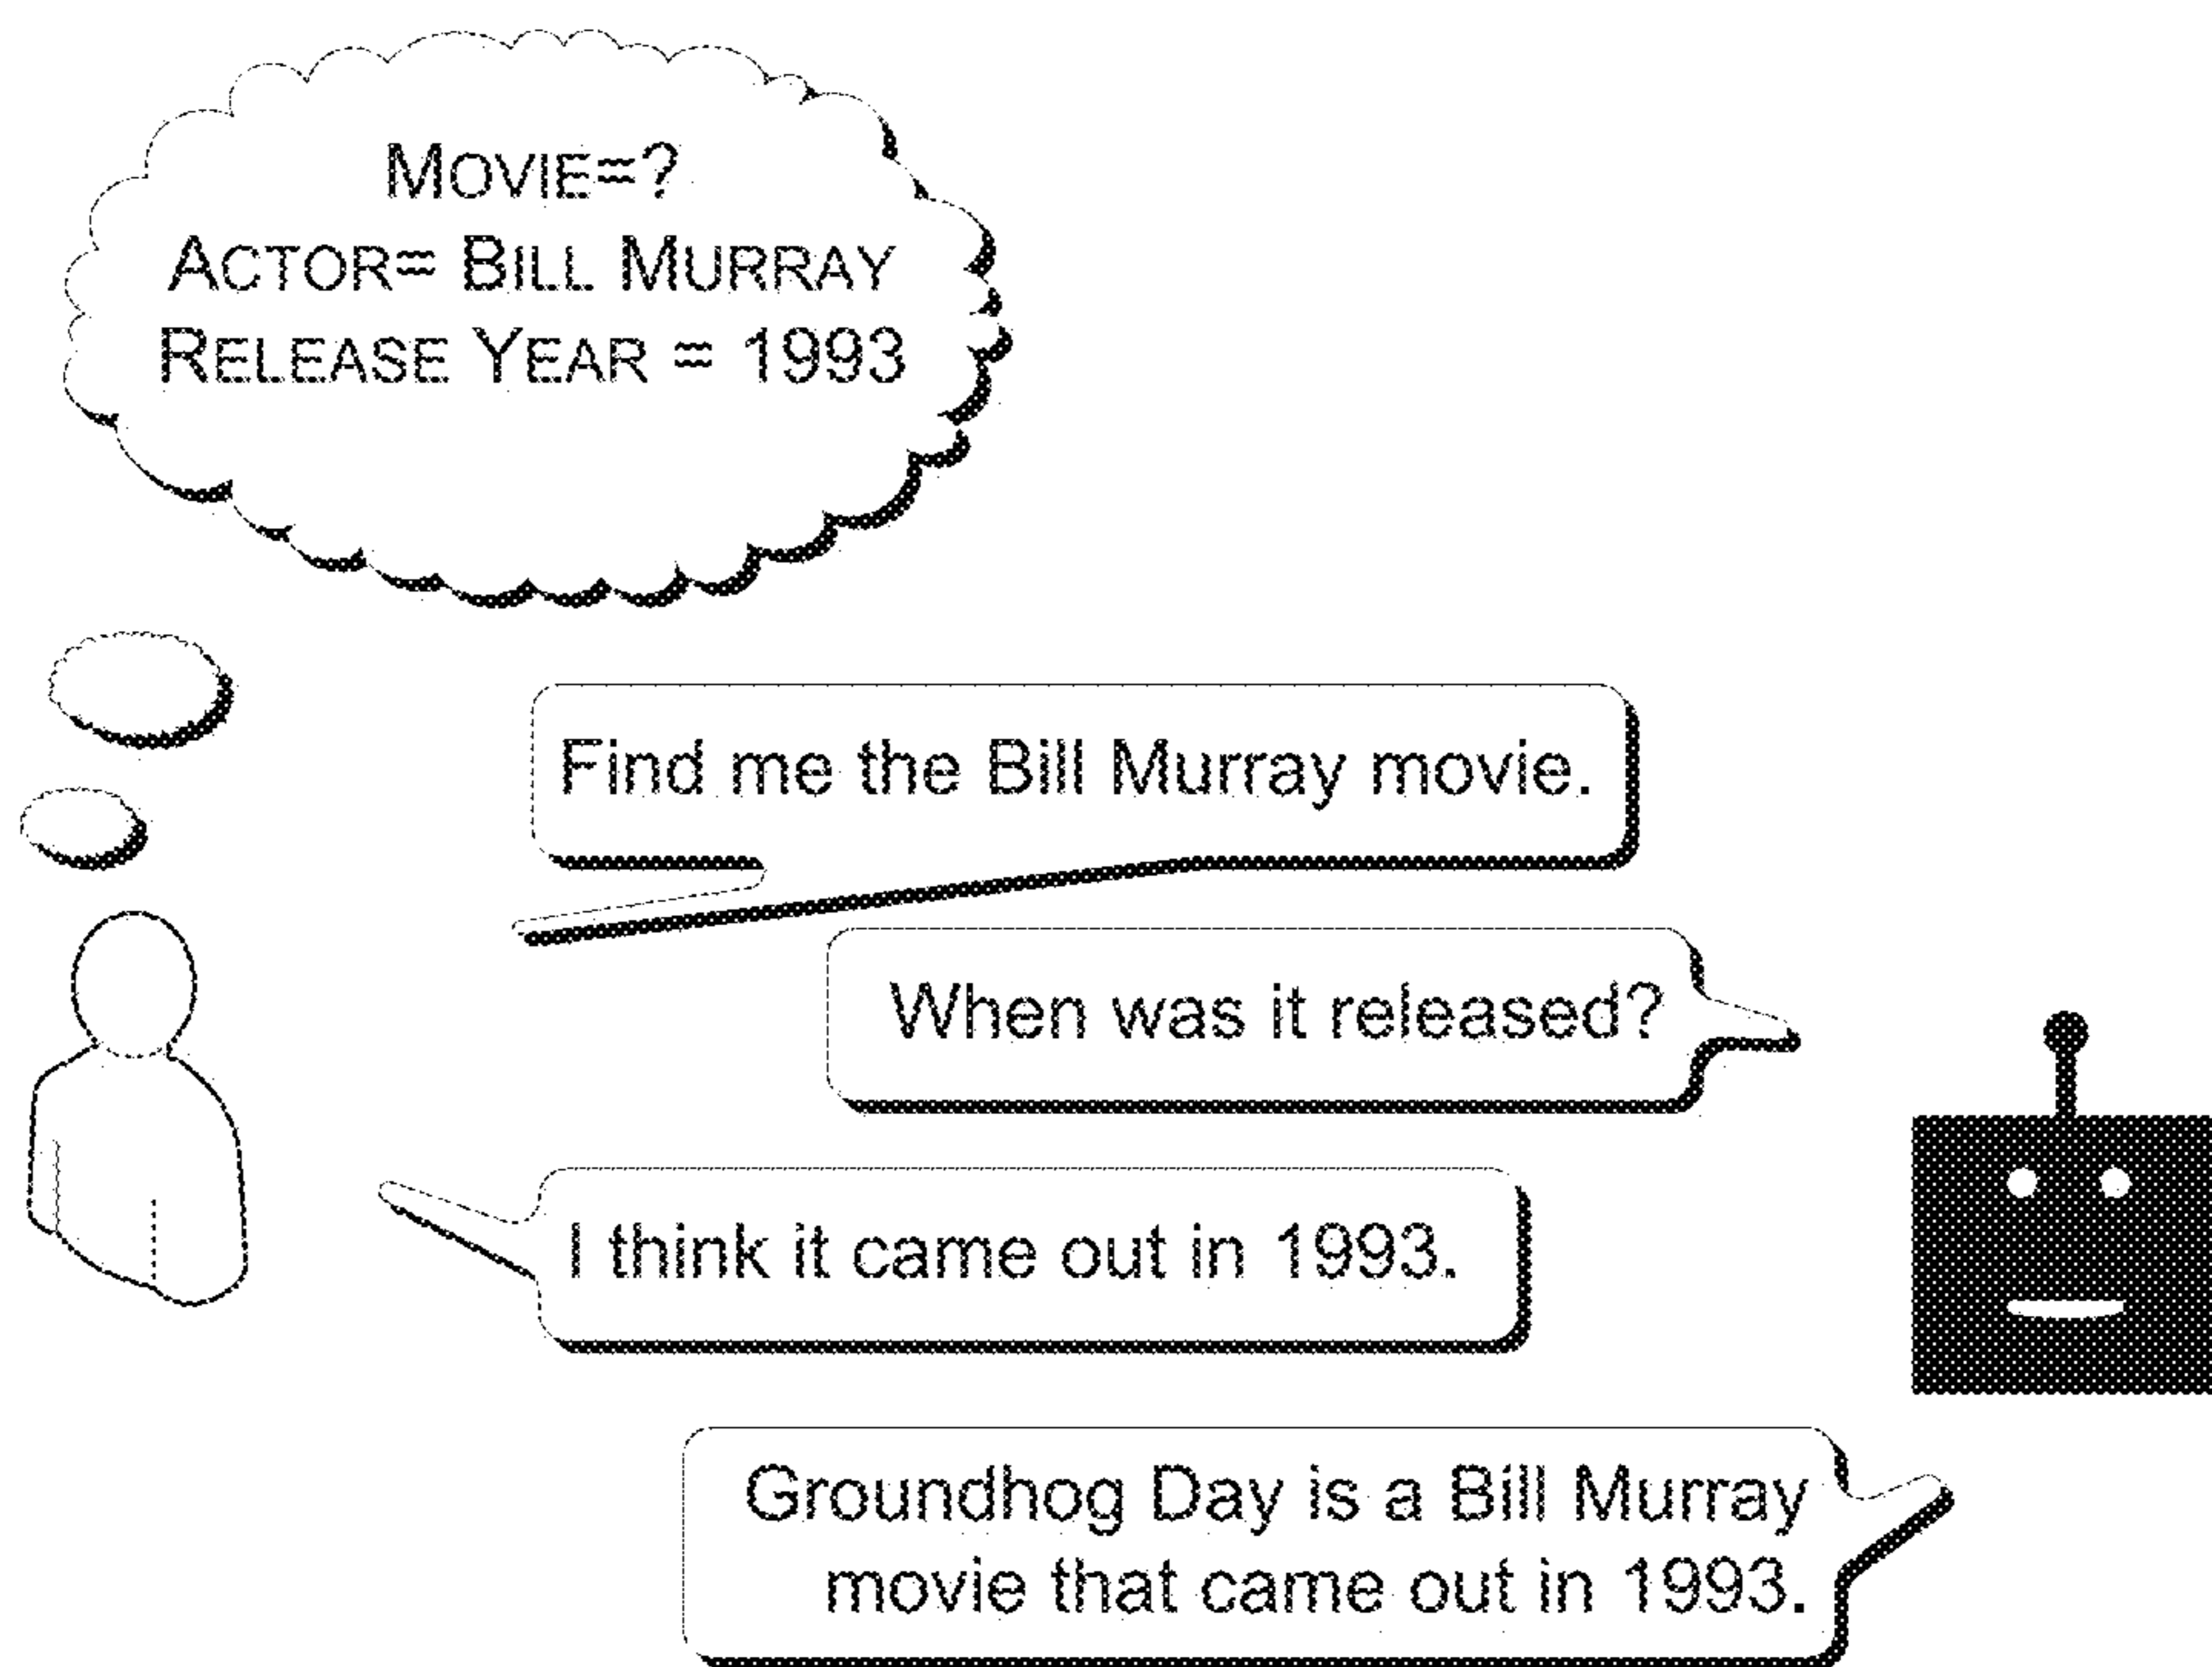 MOVIE=?
ACTOR= BILL MURRAY
RELEASE YEAR = 1993
Find me the Bill Murray movie.
When was it released?
I think it came out in 1993.
Groundhog Day is a Bill Murray
movie that came out in 1993.